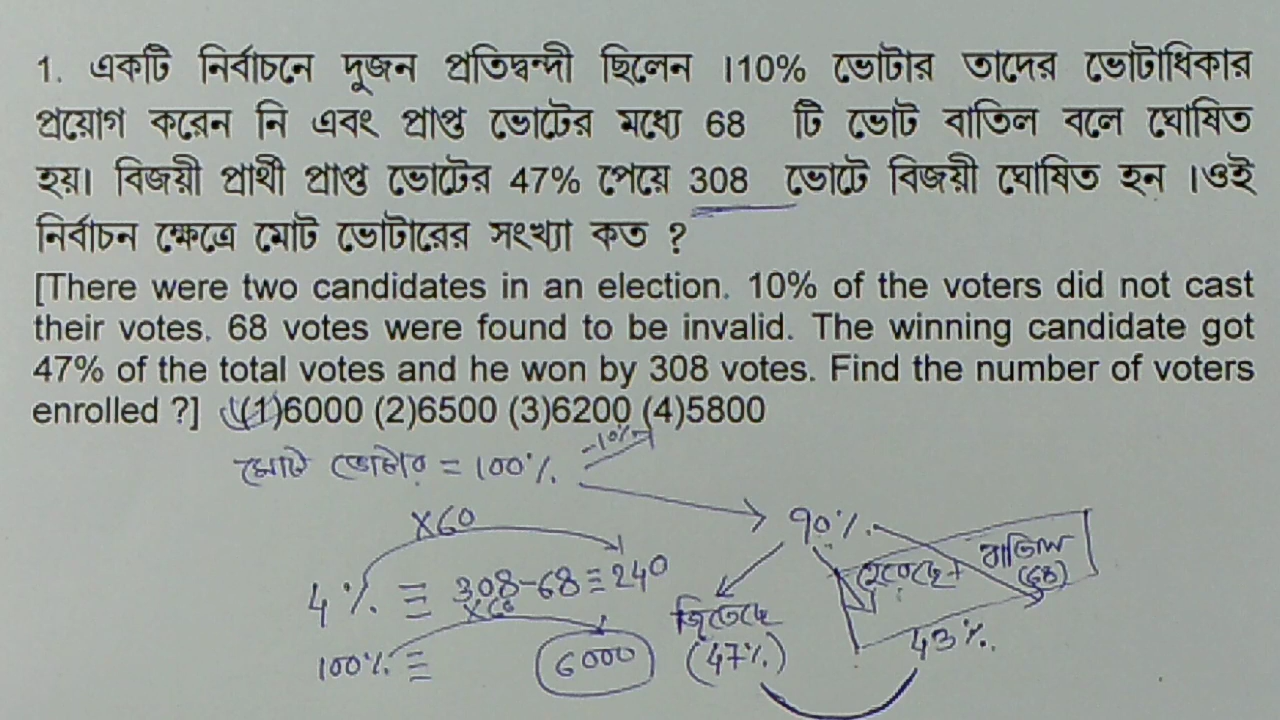 1. একটি নির্বাচনে দুজন প্রতিদ্বন্দী ছিলেন ।10% ভোটার তাদের ভোটাধিকার
প্রয়োগ করেন নি এবং প্রাপ্ত ভোটের মধ্যে 68 টি ভোট বাতিল বলে ঘোষিত
হয়। বিজয়ী প্রার্থী প্রাপ্ত ভোটের 47% পেয়ে 308 ভোটে বিজয়ী ঘোষিত হন ।ওই
নির্বাচন ক্ষেত্রে মোট ভোটারের সংখ্যা কত ?
[There were two candidates in an election. 10% of the voters did not cast
their votes. 68 votes were found to be invalid. The winning candidate got
47% of the total votes and he won by 308 votes. Find the number of voters
enrolled ?] (1)6000 (2)6500 (3)6200 (4)5800
-10%
মোট ভোটার = 100%
X60
90%
বাতিল
হেরেছে +
(68)
4% ≡ 308-68 ≡ 240
X60
জিতেছে
43%
100% ≡ 6000
(47%)